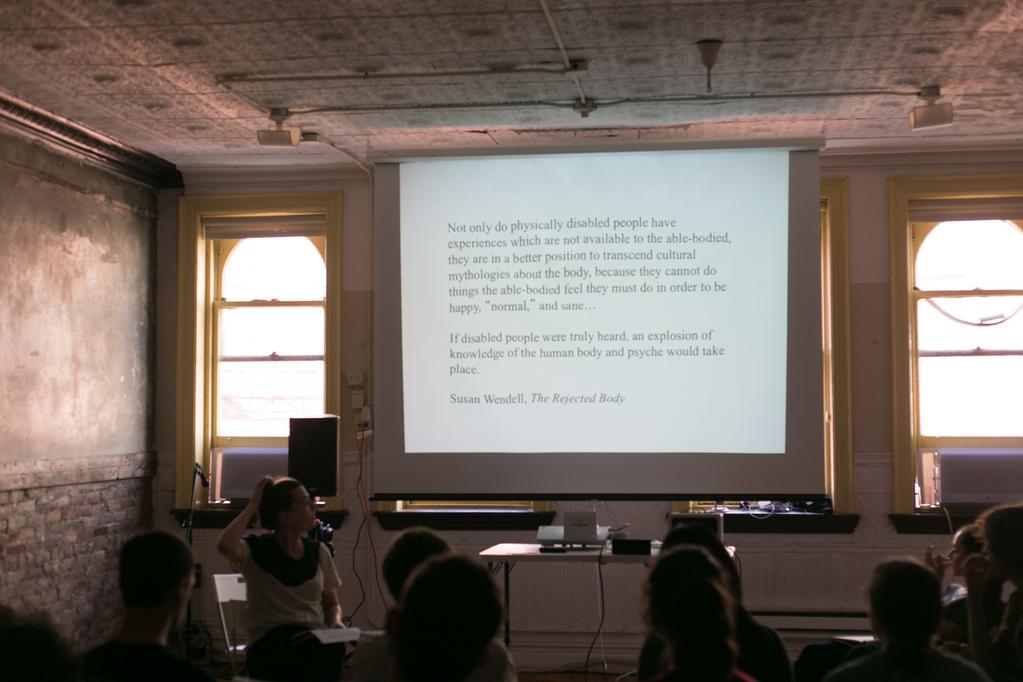 Not only do physically disabled people have
experiences which are not available to the able-bodied,
they are in a better position to transcend cultural
mythologies about the body, because they cannot do
things the able-bodied feel they must do in order to be
happy, “normal,” and sane…
If disabled people were truly heard, an explosion of
knowledge of the human body and psyche would take
place.
Susan Wendell, The Rejected Body